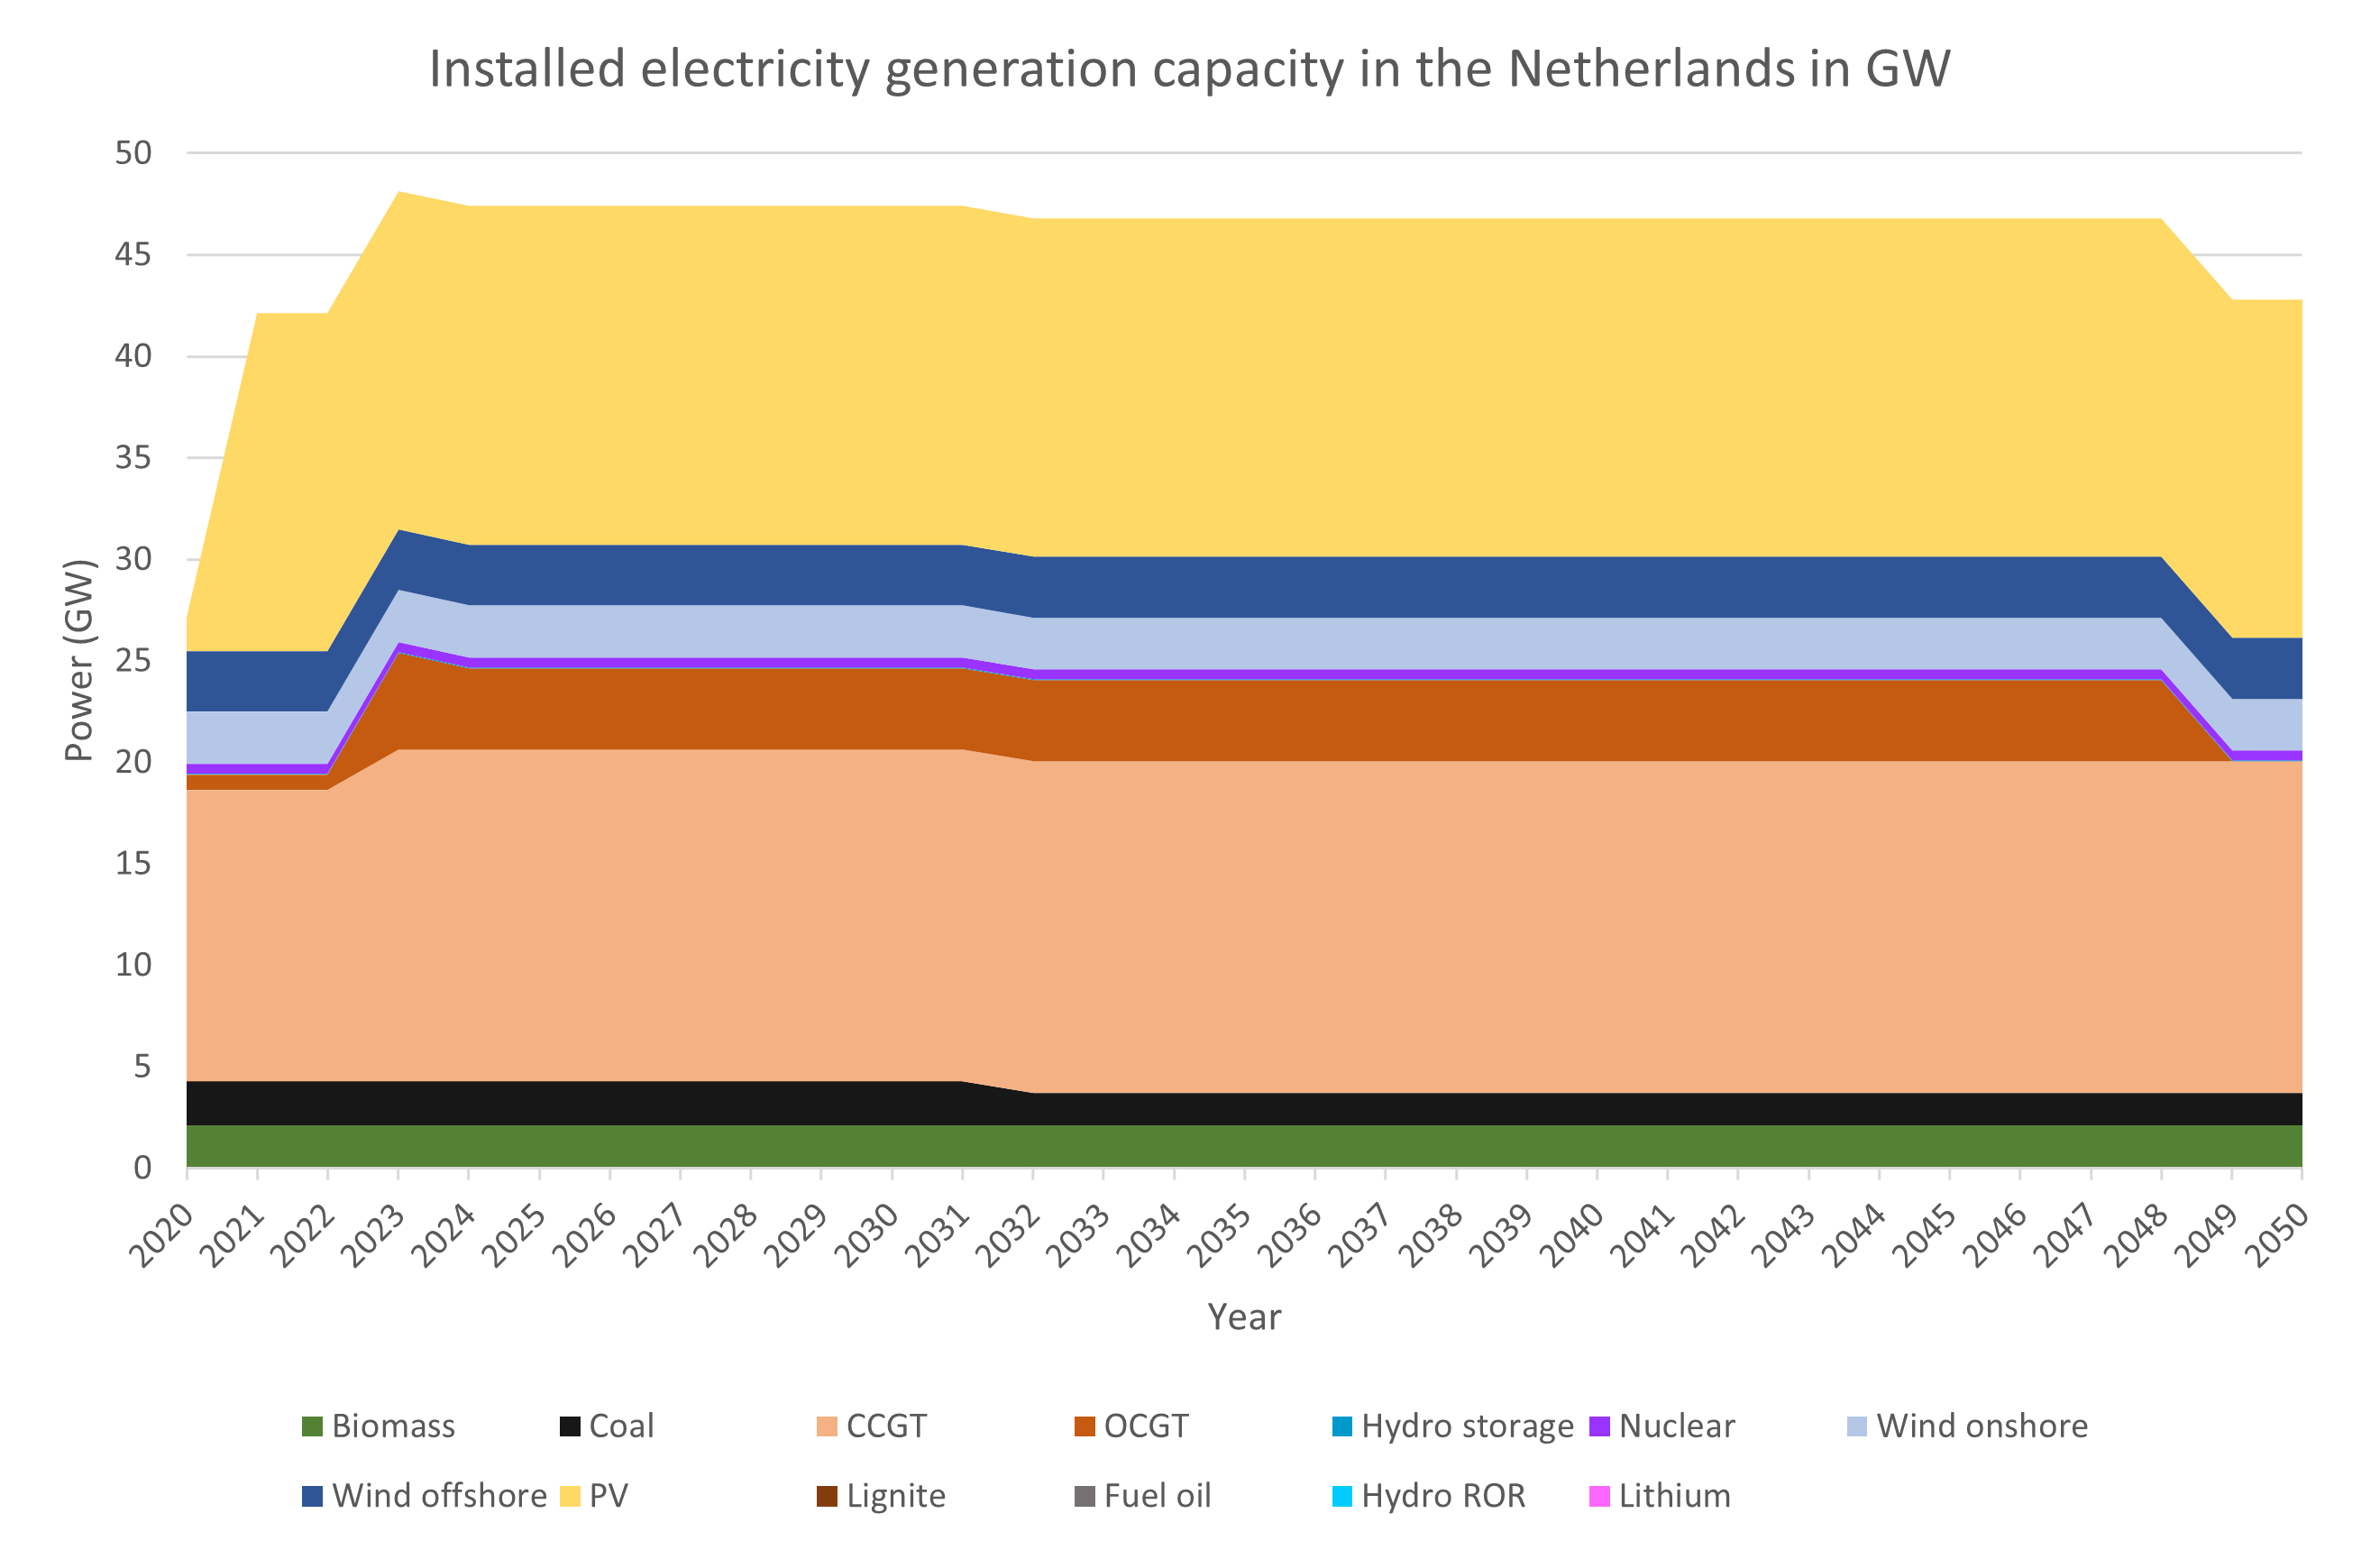 Installed electricity generation capacity in the Netherlands in GW
50
45
40
35
30
25
20
15
10
5
0
Power (GW)
2020 2021 2022 2023 2024 2025 2026 2027 2028 2029 2030 2031 2032 2033 2034 2035 2036 2037 2038 2039 2040 2041 2042 2043 2044 2045 2046 2047 2048 2049 2050
Year
Biomass Coal CCGT OCGT Hydro storage Nuclear Wind onshore
Wind offshore PV Lignite Fuel oil Hydro ROR Lithium